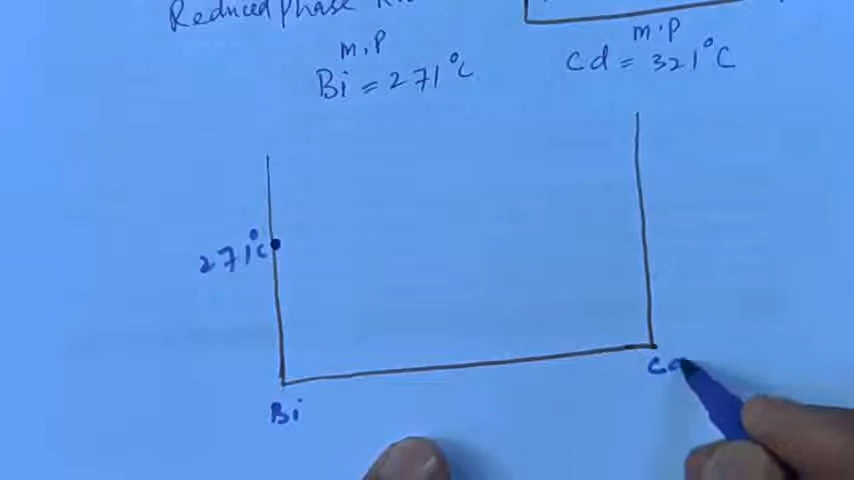 Reduced phase
m.p
m.p
Bi = 271°C
Cd = 321°C
271°C
Bi